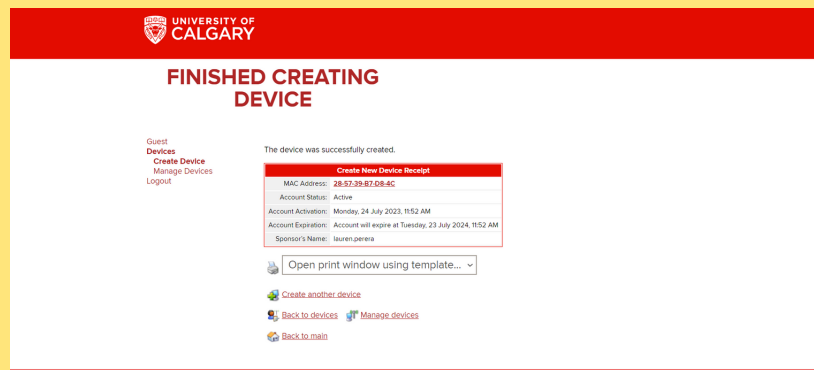 UNIVERSITY OF
CALGARY
FINISHED CREATING
DEVICE
Guest
Devices
Create Device
Manage Devices
Logout
The device was successfully created.
Create New Device Receipt
MAC Address: 28-57-39-B7-D8-4C
Account Status: Active
Account Activation: Monday, 24 July 2023, 11:52 AM
Account Expiration: Account will expire at Tuesday, 23 July 2024, 11:52 AM
Sponsor's Name: lauren.perera
Open print window using template...
Create another device
Back to devices Manage devices
Back to main